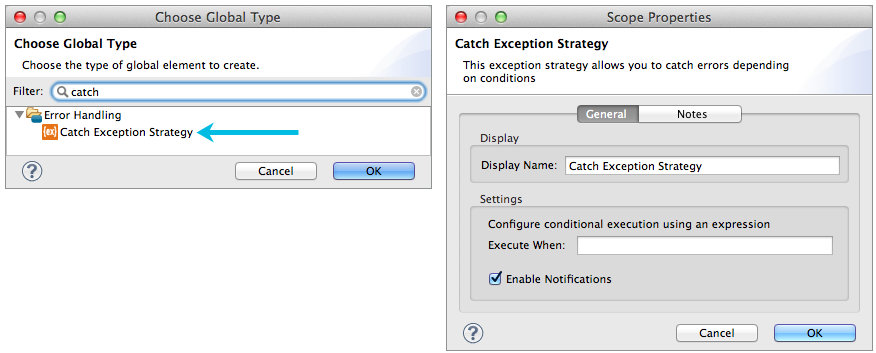 Choose Global Type
Choose Global Type
Choose the type of global element to create.
Filter: catch
Error Handling
{ex} Catch Exception Strategy
? Cancel OK
Scope Properties
Catch Exception Strategy
This exception strategy allows you to catch errors depending
on conditions
General Notes
Display
Display Name: Catch Exception Strategy
Settings
Configure conditional execution using an expression
Execute When:
Enable Notifications
? Cancel OK